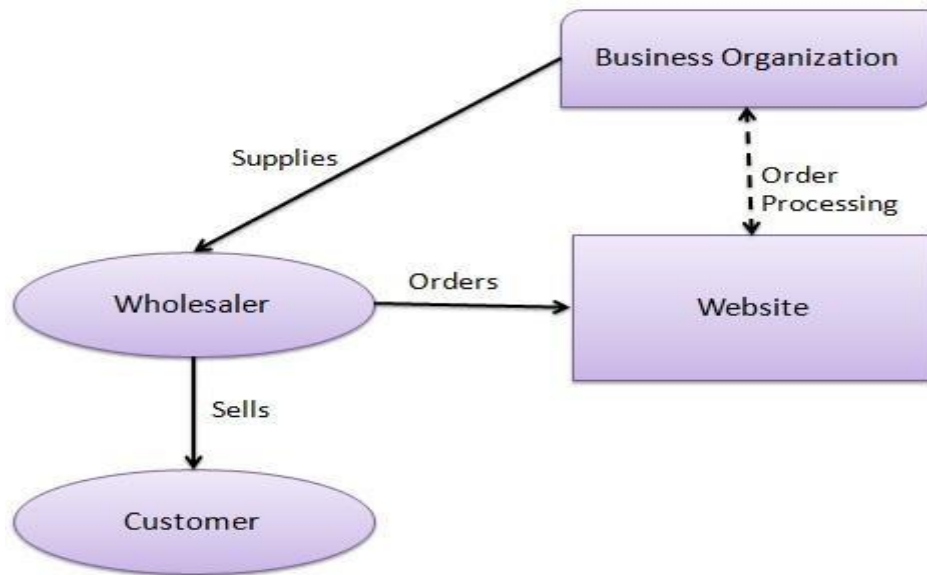 Business Organization
Supplies
Order
Processing
Wholesaler
Orders
Website
Sells
Customer